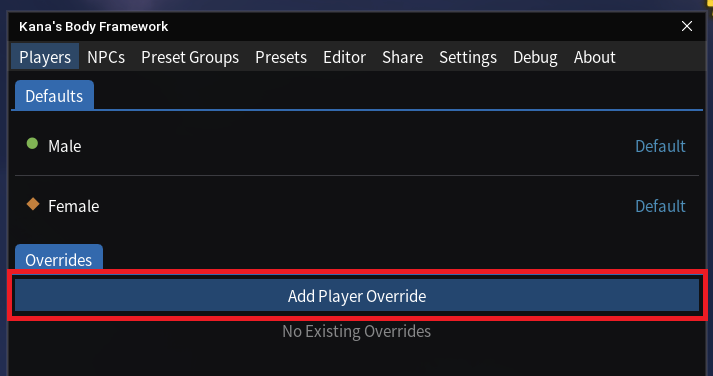 Kana's Body Framework
Players NPCs Preset Groups Presets Editor Share Settings Debug About
Defaults
Male Default
Female Default
Overrides
Add Player Override
No Existing Overrides